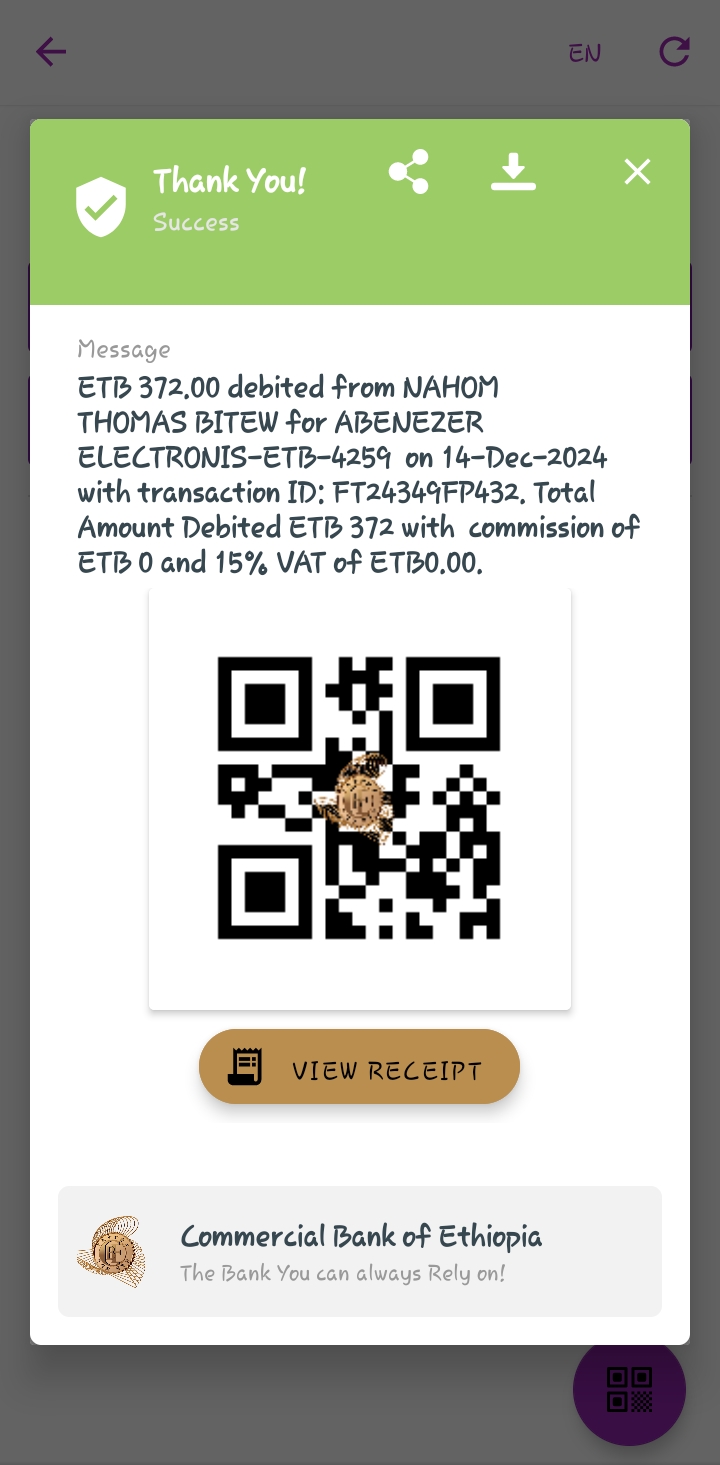 EN
Thank You!
Success
Message
ETB 372.00 debited from NAHOM
THOMAS BITEW for ABENEZER
ELECTRONIS-ETB-4259 on 14-Dec-2024
with transaction ID: FT24349FP432. Total
Amount Debited ETB 372 with commission of
ETB 0 and 15% VAT of ETB0.00.
VIEW RECEIPT
Commercial Bank of Ethiopia
The Bank You can always Rely on!